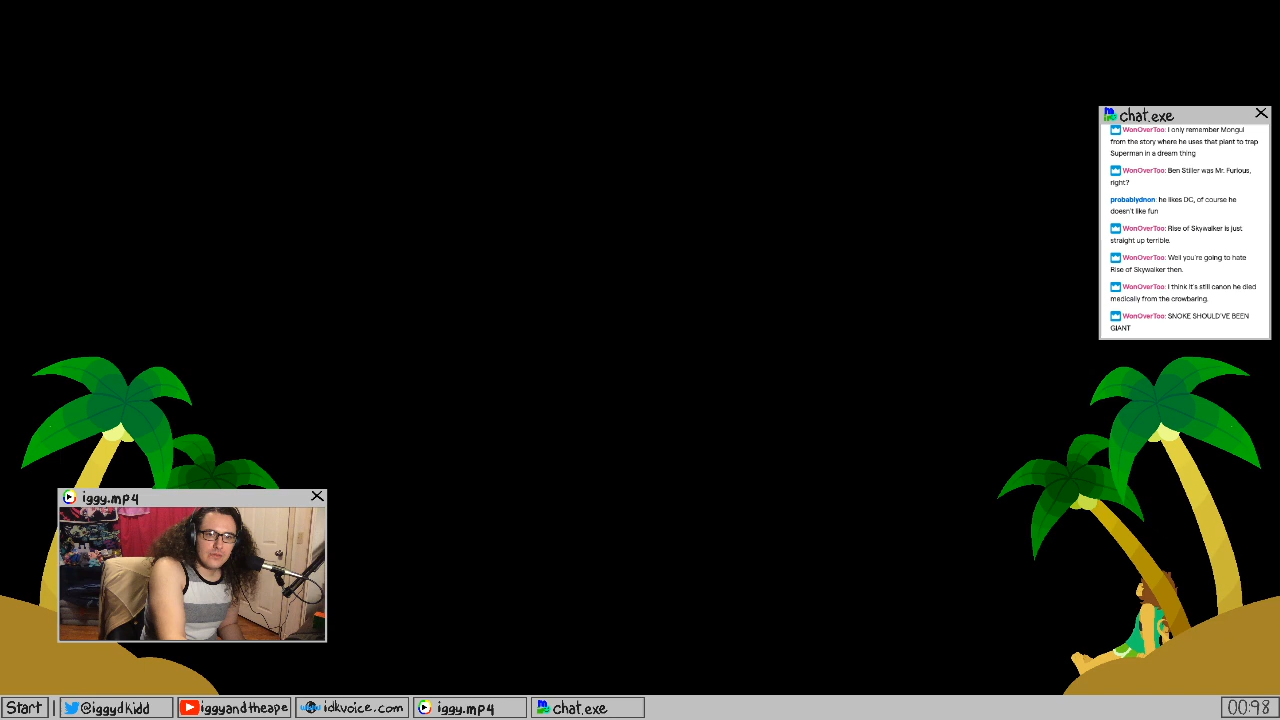 chat.exe
WonOverToo: I only remember Mongul
from the story where he uses that plant to trap
Superman in a dream thing
WonOverToo: Ben Stiller was Mr. Furious,
right?
probablydnon: he likes DC, of course he
doesn't like fun
WonOverToo: Rise of Skywalker is just
straight up terrible.
WonOverToo: Well you're going to hate
Rise of Skywalker then.
WonOverToo: I think it's still canon he died
medically from the crowbaring.
WonOverToo: SNOKE SHOULD'VE BEEN
GIANT
iggy.mp4
Start | @iggydkidd iggyandtheape idkvoice.com iggy.mp4 chat.exe 00:98